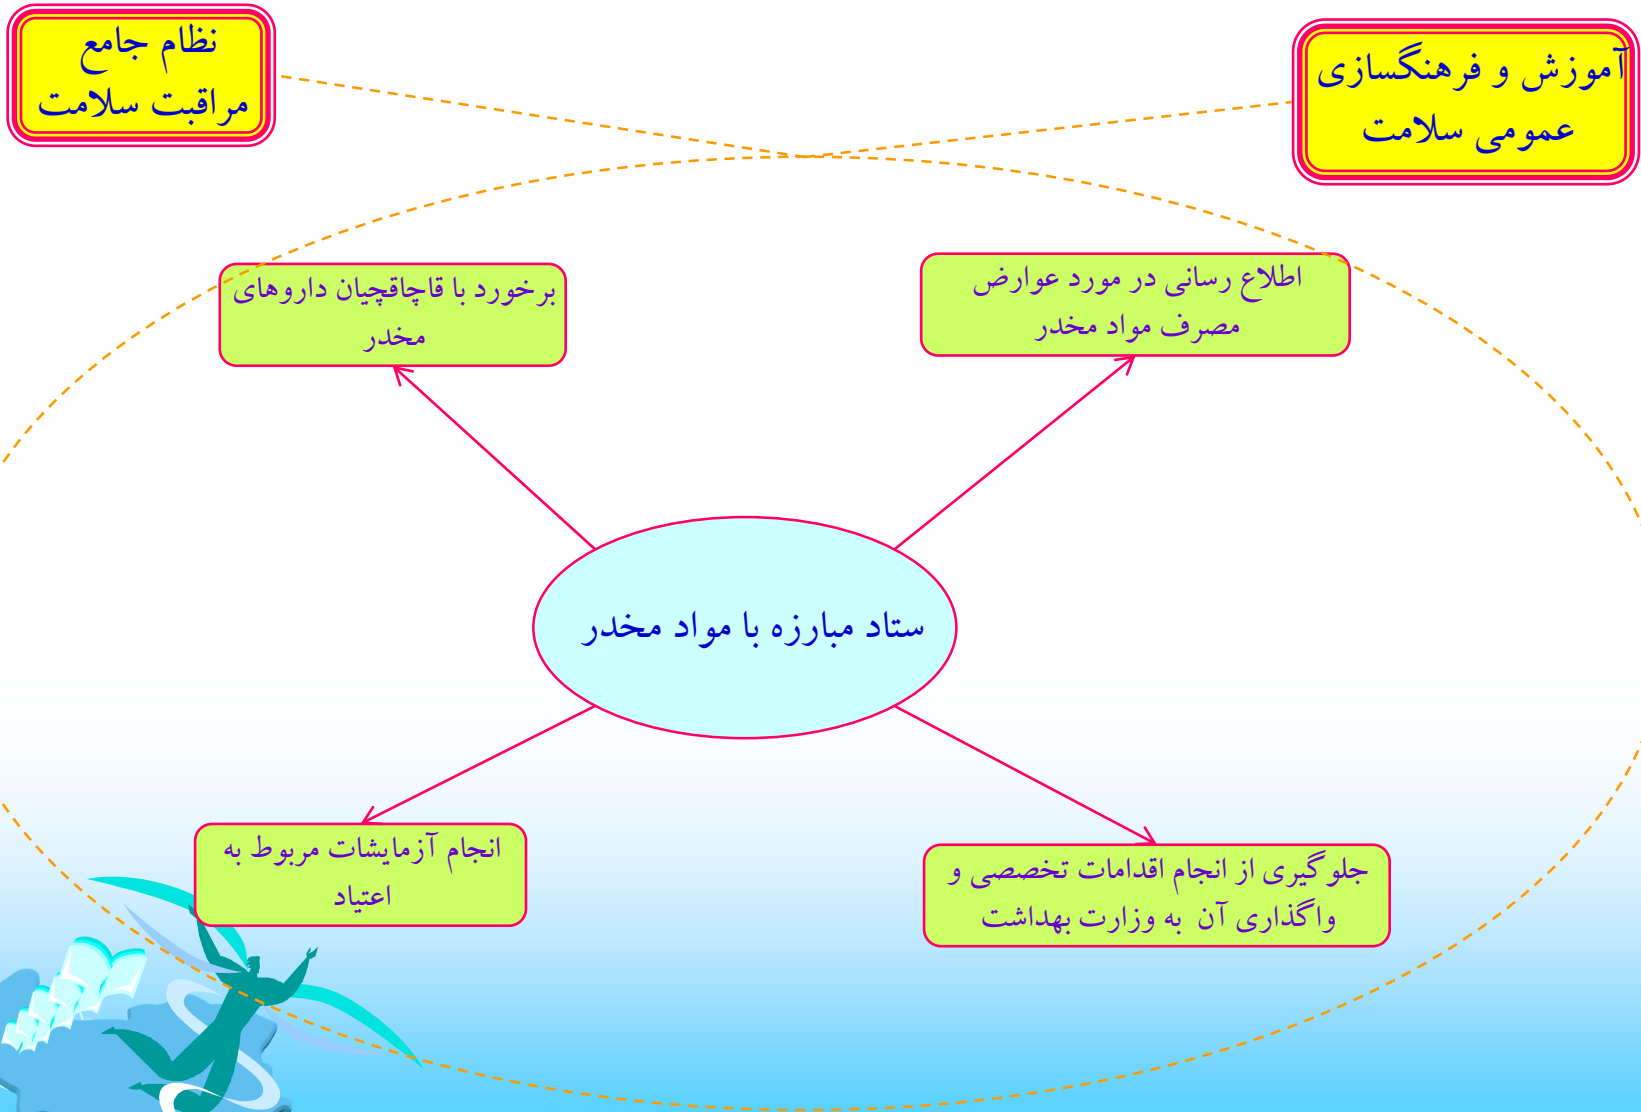 آموزش و فرهنگسازی
عمومی سلامت
نظام جامع
مراقبت سلامت
اطلاع رسانی در مورد عوارض
مصرف مواد مخدر
برخورد با قاچاقچیان داروهای
مخدر
ستاد مبارزه با مواد مخدر
جلوگیری از انجام اقدامات تخصصی و
واگذاری آن به وزارت بهداشت
انجام آزمایشات مربوط به
اعتیاد